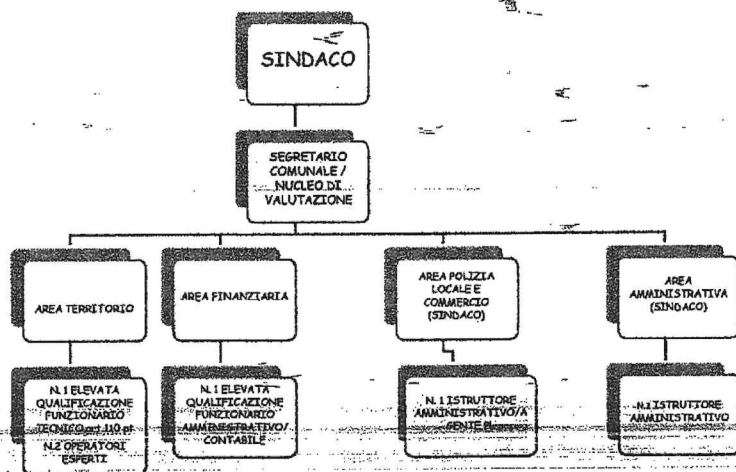 SINDACO
SEGRETARIO
COMUNALE /
NUCLEO DI
VALUTAZIONE
AREA TERRITORIO
AREA FINANZIARIA
AREA POLIZIA
LOCALE E
COMMERCIO
(SINDACO)
AREA
AMMINISTRATIVA
(SINDACO)
N. 1 ELEVATA
QUALIFICAZIONE
FUNZIONARIO
TECNICO art 110
N.2 OPERATORI
ESPERTI
N. 1 ELEVATA
QUALIFICAZIONE
FUNZIONARIO
AMMINISTRATIVO/
CONTABILE
N. 1 ISTRUTTORE
AMMINISTRATIVO/A
GENTE
N.1 ISTRUTTORE
AMMINISTRATIVO